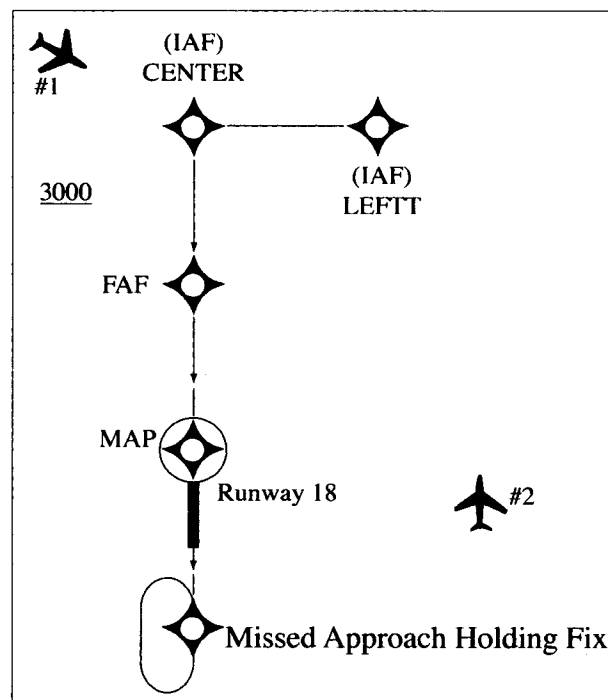 (IAF)
CENTER
#1
(IAF)
LEFTT
3000
FAF
MAP
Runway 18
#2
Missed Approach Holding Fix